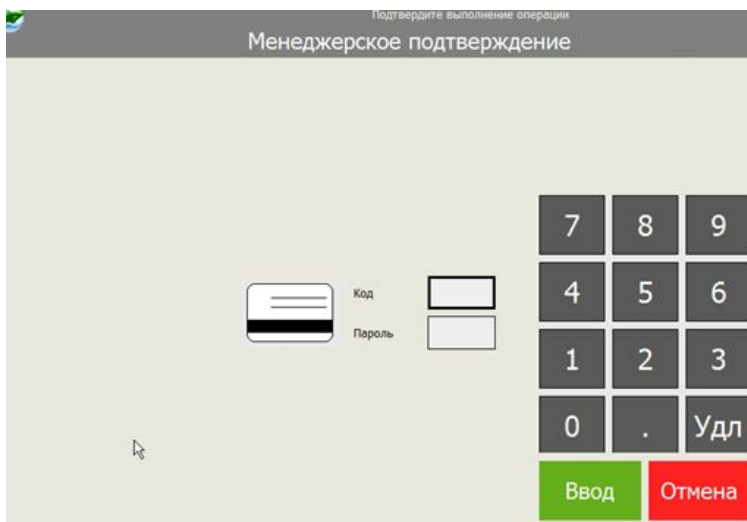 Подтвердите выполнение операции
Менеджерское подтверждение
7 8 9
Код
4 5 6
Пароль
1 2 3
0 . Удл
Ввод Отмена